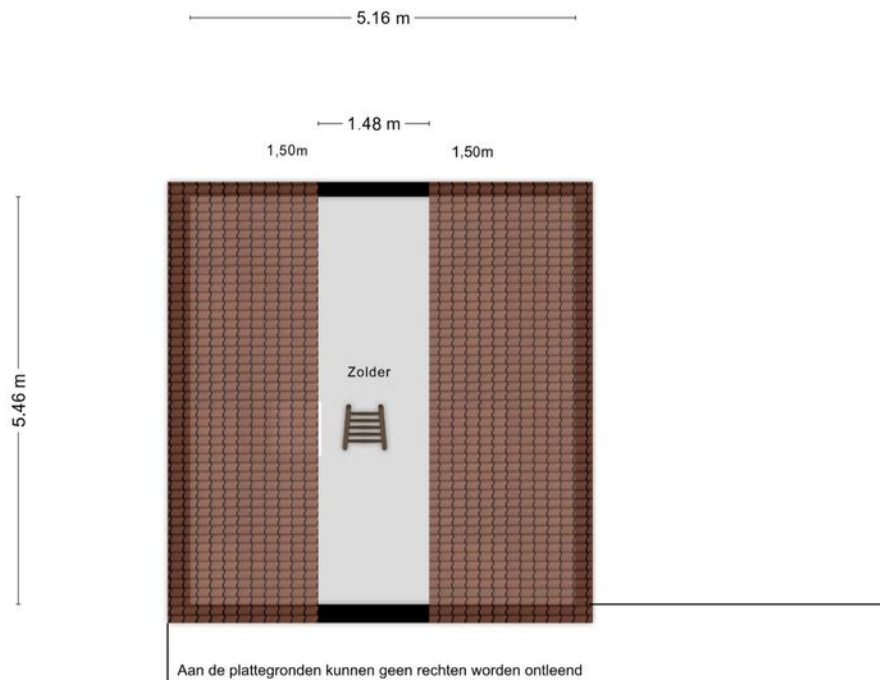 5.16 m
1.48 m
1,50m 1,50m
5.46 m
Zolder
Aan de plattegronden kunnen geen rechten worden ontleend